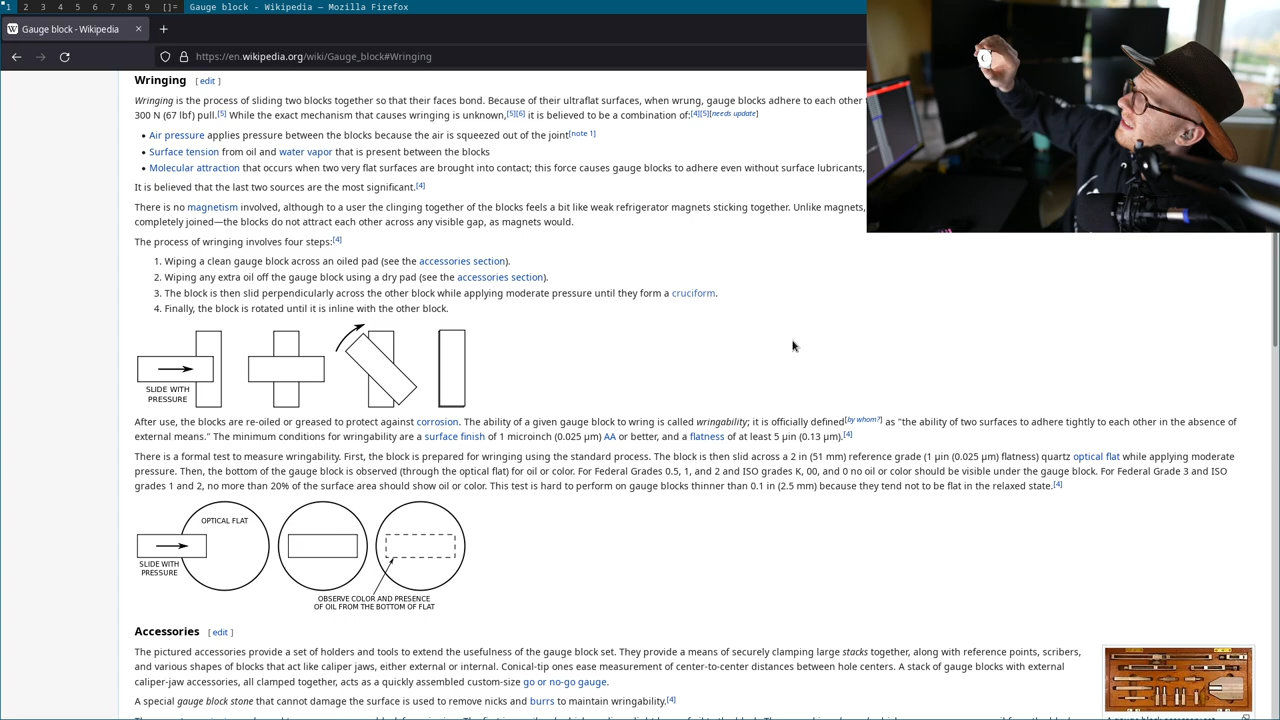 1 2 3 4 5 6 7 8 9 []= Gauge block - Wikipedia — Mozilla Firefox
Gauge block - Wikipedia
https://en.wikipedia.org/wiki/Gauge_block#Wringing
Wringing [ edit ]
Wringing is the process of sliding two blocks together so that their faces bond. Because of their ultraflat surfaces, when wrung, gauge blocks adhere to each other
300 N (67 lbf) pull.[5] While the exact mechanism that causes wringing is unknown,[5][6] it is believed to be a combination of:[4][5][needs update]
• Air pressure applies pressure between the blocks because the air is squeezed out of the joint[note 1]
• Surface tension from oil and water vapor that is present between the blocks
• Molecular attraction that occurs when two very flat surfaces are brought into contact; this force causes gauge blocks to adhere even without surface lubricants,
It is believed that the last two sources are the most significant.[4]
There is no magnetism involved, although to a user the clinging together of the blocks feels a bit like weak refrigerator magnets sticking together. Unlike magnets,
completely joined—the blocks do not attract each other across any visible gap, as magnets would.
The process of wringing involves four steps:[4]
1. Wiping a clean gauge block across an oiled pad (see the accessories section).
2. Wiping any extra oil off the gauge block using a dry pad (see the accessories section).
3. The block is then slid perpendicularly across the other block while applying moderate pressure until they form a cruciform.
4. Finally, the block is rotated until it is inline with the other block.
SLIDE WITH
PRESSURE
After use, the blocks are re-oiled or greased to protect against corrosion. The ability of a given gauge block to wring is called wringability; it is officially defined[by whom?] as "the ability of two surfaces to adhere tightly to each other in the absence of
external means." The minimum conditions for wringability are a surface finish of 1 microinch (0.025 μm) AA or better, and a flatness of at least 5 μin (0.13 μm).[4]
There is a formal test to measure wringability. First, the block is prepared for wringing using the standard process. The block is then slid across a 2 in (51 mm) reference grade (1 μin (0.025 μm) flatness) quartz optical flat while applying moderate
pressure. Then, the bottom of the gauge block is observed (through the optical flat) for oil or color. For Federal Grades 0.5, 1, and 2 and ISO grades K, 00, and 0 no oil or color should be visible under the gauge block. For Federal Grade 3 and ISO
grades 1 and 2, no more than 20% of the surface area should show oil or color. This test is hard to perform on gauge blocks thinner than 0.1 in (2.5 mm) because they tend not to be flat in the relaxed state.[4]
OPTICAL FLAT
SLIDE WITH
PRESSURE
OBSERVE COLOR AND PRESENCE
OF OIL FROM THE BOTTOM OF FLAT
Accessories [ edit ]
The pictured accessories provide a set of holders and tools to extend the usefulness of the gauge block set. They provide a means of securely clamping large stacks together, along with reference points, scribers,
and various shapes of blocks that act like caliper jaws, either external or internal. Conical-tip ones ease measurement of center-to-center distances between hole centers. A stack of gauge blocks with external
caliper-jaw accessories, all clamped together, acts as a quickly assembled custom-size go or no-go gauge.
A special gauge block stone that cannot damage the surface is used to remove nicks and burrs to maintain wringability.[4]